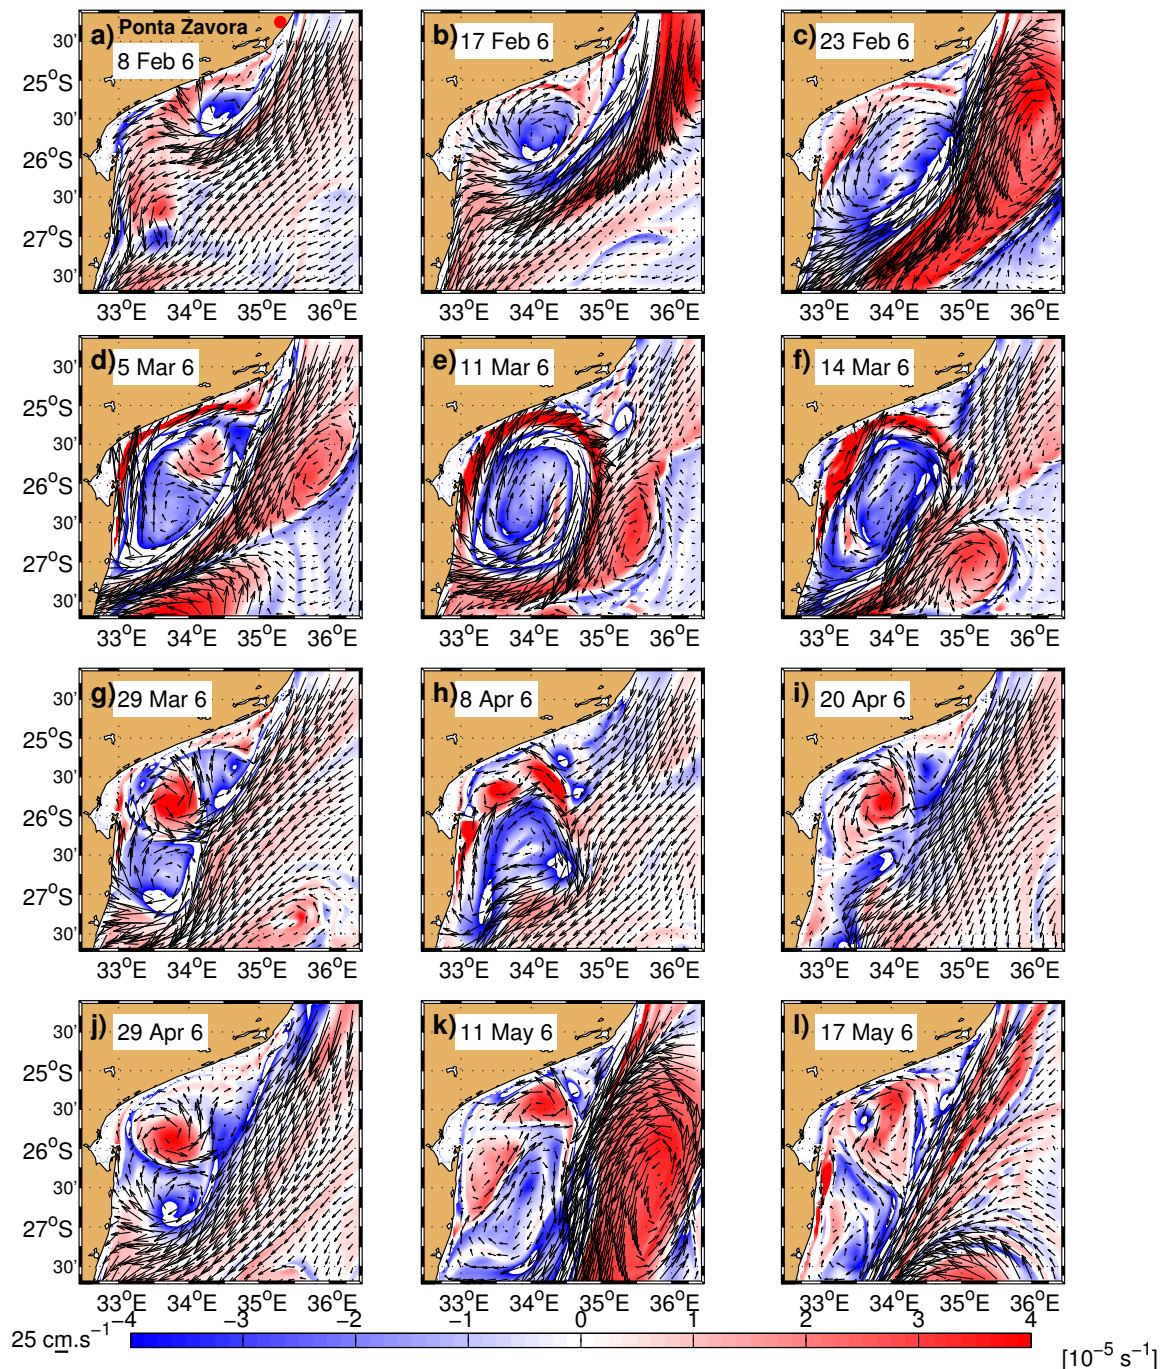 a) Ponta Zavora
8 Feb 6
b) 17 Feb 6
c) 23 Feb 6
30'
25°S
30'
26°S
30'
27°S
30'
33°E 34°E 35°E 36°E
33°E 34°E 35°E 36°E
33°E 34°E 35°E 36°E
d) 5 Mar 6
e) 11 Mar 6
f) 14 Mar 6
30'
25°S
30'
26°S
30'
27°S
30'
33°E 34°E 35°E 36°E
33°E 34°E 35°E 36°E
33°E 34°E 35°E 36°E
g) 29 Mar 6
h) 8 Apr 6
i) 20 Apr 6
30'
25°S
30'
26°S
30'
27°S
30'
33°E 34°E 35°E 36°E
33°E 34°E 35°E 36°E
33°E 34°E 35°E 36°E
j) 29 Apr 6
k) 11 May 6
l) 17 May 6
30'
25°S
30'
26°S
30'
27°S
30'
33°E 34°E 35°E 36°E
33°E 34°E 35°E 36°E
33°E 34°E 35°E 36°E
−4 −3 −2 −1 0 1 2 3 4
25 cm.s⁻¹
[10⁻⁵ s⁻¹]